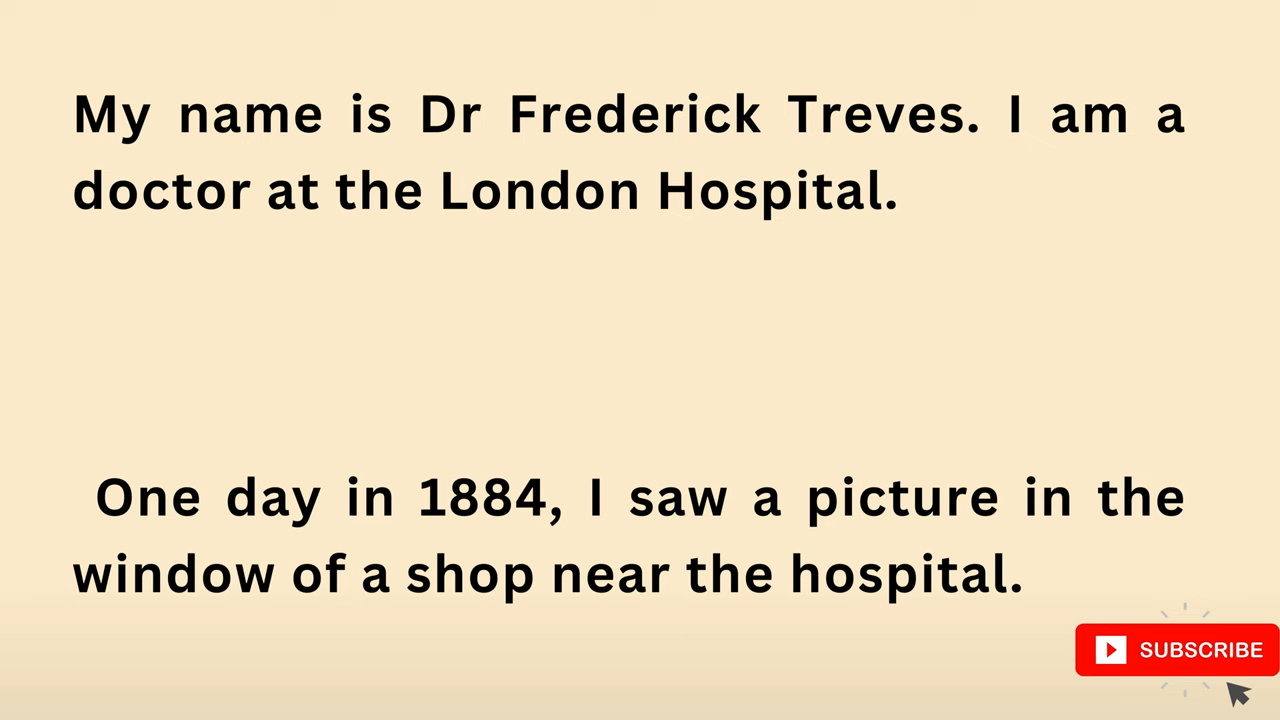 My name is Dr Frederick Treves. I am a
doctor at the London Hospital.
One day in 1884, I saw a picture in the
window of a shop near the hospital.
SUBSCRIBE